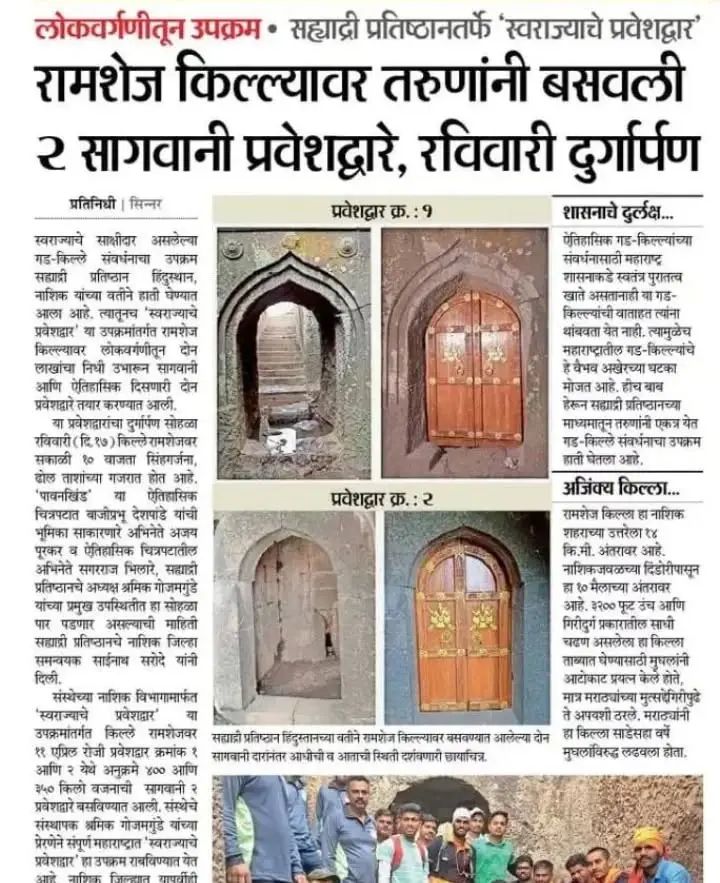 लोकवर्गणीतून उपक्रम • सह्याद्री प्रतिष्ठानतर्फे ‘स्वराज्याचे प्रवेशद्वार’
रामशेज किल्ल्यावर तरुणांनी बसवली
२ सागवानी प्रवेशद्वारे, रविवारी दुर्गार्पण
प्रतिनिधी | सिन्नर
स्वराज्याचे साक्षीदार असलेल्या
गड-किल्ले संवर्धनाचा उपक्रम
सह्याद्री प्रतिष्ठान हिंदुस्थान,
नाशिक यांच्या वतीने हाती घेण्यात
आला आहे. त्यातूनच ‘स्वराज्याचे
प्रवेशद्वार’ या उपक्रमांतर्गत रामशेज
किल्ल्यावर लोकवर्गणीतून दोन
लाखांचा निधी उभारून सागवानी
आणि ऐतिहासिक दिसणारी दोन
प्रवेशद्वारे तयार करण्यात आली.
या प्रवेशद्वारांचा दुर्गार्पण सोहळा
रविवारी (दि.१७) किल्ले रामशेजवर
सकाळी १० वाजता सिंहगर्जना,
ढोल ताशांच्या गजरात होत आहे.
‘पावनखिंड’ या ऐतिहासिक
चित्रपटात बाजीप्रभू देशपांडे यांची
भूमिका साकारणारे अभिनेते अजय
पूरकर व ऐतिहासिक चित्रपटातील
अभिनेते सगरराज भिलारे, सह्याद्री
प्रतिष्ठानचे अध्यक्ष श्रमिक गोजमगुंडे
यांच्या प्रमुख उपस्थितीत हा सोहळा
पार पडणार असल्याची माहिती
सह्याद्री प्रतिष्ठानचे नाशिक जिल्हा
समन्वयक साईनाथ सरोदे यांनी
दिली.
संस्थेच्या नाशिक विभागामार्फत
‘स्वराज्याचे प्रवेशद्वार’ या
उपक्रमांतर्गत किल्ले रामशेजवर
११ एप्रिल रोजी प्रवेशद्वार क्रमांक १
आणि २ येथे अनुक्रमे ४०० आणि
३५० किलो वजनाची सागवानी २
प्रवेशद्वारे बसविण्यात आली. संस्थेचे
संस्थापक श्रमिक गोजमगुंडे यांच्या
प्रेरणेने संपूर्ण महाराष्ट्रात ‘स्वराज्याचे
प्रवेशद्वार’ हा उपक्रम राबविण्यात येत
आहे. नाशिक जिल्ह्यात यापूर्वीही
प्रवेशद्वार क्र. : १
प्रवेशद्वार क्र. : २
सह्याद्री प्रतिष्ठान हिंदुस्तानच्या वतीने रामशेज किल्ल्यावर बसवण्यात आलेल्या दोन
सागवानी दारांनंतर आधीची व आताची स्थिती दर्शवणारी छायाचित्र.
शासनाचे दुर्लक्ष...
ऐतिहासिक गड-किल्ल्यांच्या
संवर्धनासाठी महाराष्ट्र
शासनाकडे स्वतंत्र पुरातत्व
खाते असतानाही या गड-
किल्ल्यांची वाताहत त्यांना
थांबवता येत नाही. त्यामुळेच
महाराष्ट्रातील गड-किल्ल्यांचे
हे वैभव अखेरच्या घटका
मोजत आहे. हीच बाब
हेरून सह्याद्री प्रतिष्ठानच्या
माध्यमातून तरुणांनी एकत्र येत
गड-किल्ले संवर्धनाचा उपक्रम
हाती घेतला आहे.
अजिंक्य किल्ला...
रामशेज किल्ला हा नाशिक
शहराच्या उत्तरेला १४
कि.मी. अंतरावर आहे.
नाशिकजवळच्या दिंडोरीपासून
हा १० मैलाच्या अंतरावर
आहे. ३२०० फूट उंच आणि
गिरीदुर्ग प्रकारातील साधी
चढण असलेला हा किल्ला
ताब्यात घेण्यासाठी मुघलांनी
आटोकाट प्रयत्न केले होते,
मात्र मराठ्यांच्या मुत्सद्देगिरीपुढे
ते अपयशी ठरले. मराठ्यांनी
हा किल्ला साडेसहा वर्षे
मुघलांविरुद्ध लढवला होता.